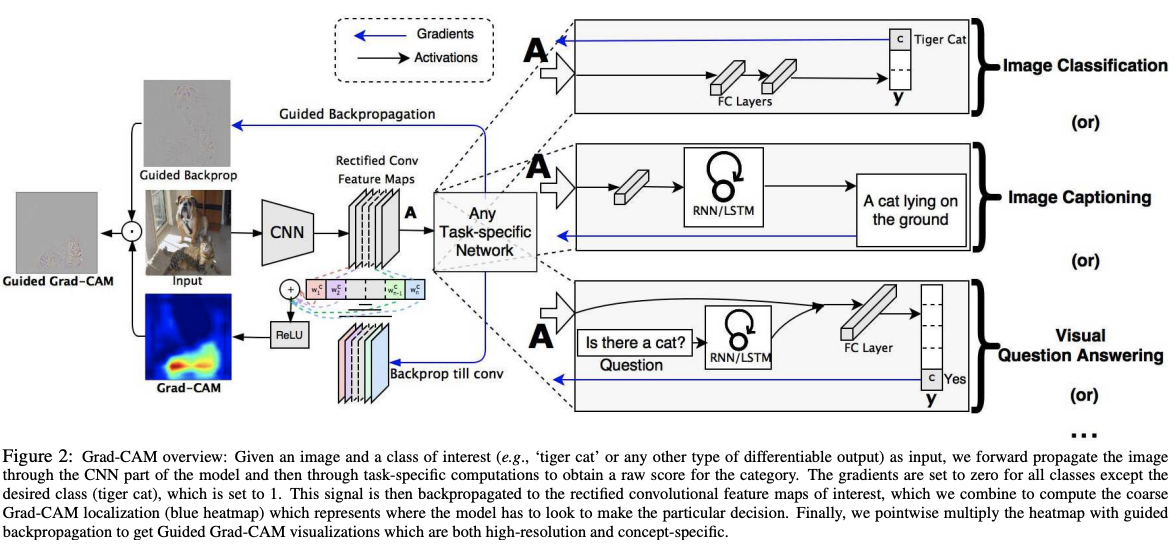 Gradients
Activations
A
c Tiger Cat
FC Layers
y
Image Classification
(or)
Guided Backpropagation
Guided Backprop
Rectified Conv
Feature Maps
A
CNN
Any
Task-specific
Network
Input
Guided Grad-CAM
w1c w2c wn-1c wnc
+
=
ReLU
Grad-CAM
Backprop till conv
A
RNN/LSTM
A cat lying on
the ground
Image Captioning
(or)
A
Is there a cat?
Question
RNN/LSTM
FC Layer
c Yes
y
Visual
Question Answering
(or)
...
Figure 2: Grad-CAM overview: Given an image and a class of interest (e.g., ‘tiger cat’ or any other type of differentiable output) as input, we forward propagate the image
through the CNN part of the model and then through task-specific computations to obtain a raw score for the category. The gradients are set to zero for all classes except the
desired class (tiger cat), which is set to 1. This signal is then backpropagated to the rectified convolutional feature maps of interest, which we combine to compute the coarse
Grad-CAM localization (blue heatmap) which represents where the model has to look to make the particular decision. Finally, we pointwise multiply the heatmap with guided
backpropagation to get Guided Grad-CAM visualizations which are both high-resolution and concept-specific.